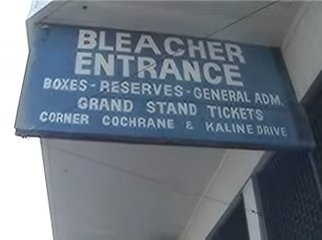 BLEACHER
ENTRANCE
BOXES - RESERVES - GENERAL ADM.
GRAND STAND TICKETS
CORNER COCHRANE & KALINE DRIVE